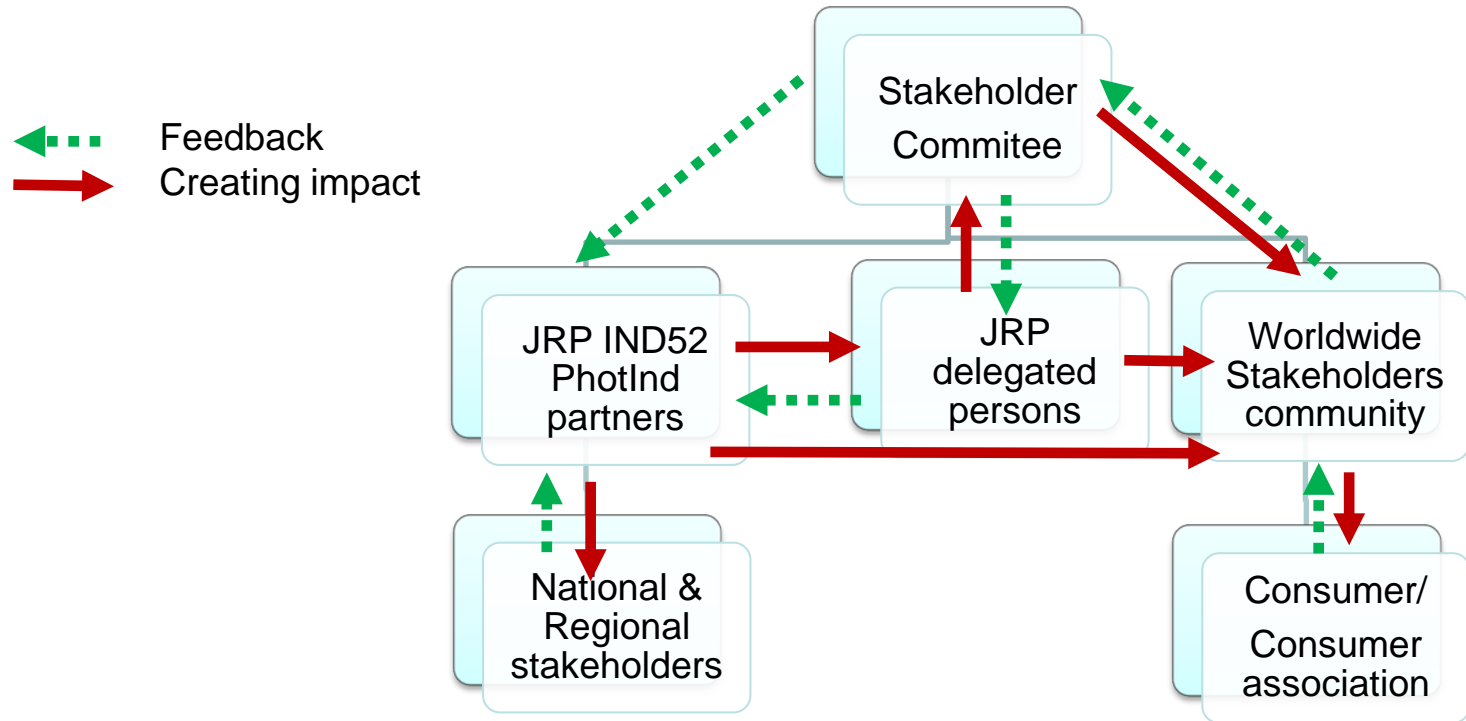 Feedback
Creating impact
Stakeholder
Commitee
JRP IND52
PhotInd
partners
JRP
delegated
persons
Worldwide
Stakeholders
community
National &
Regional
stakeholders
Consumer/
Consumer
association